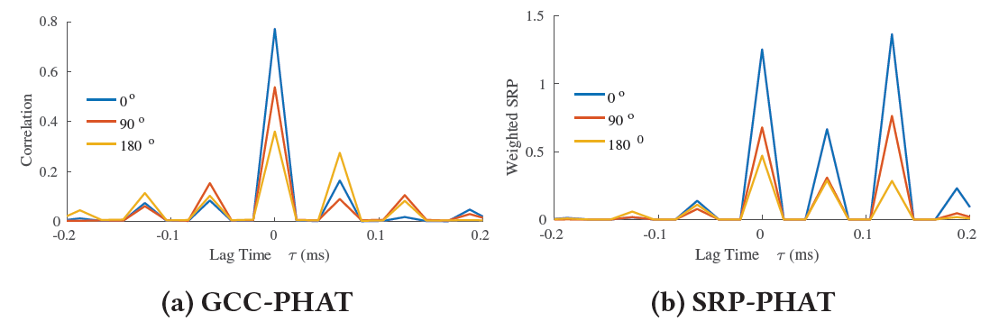 0.8
0.6
0.4
0.2
0
Correlation
0 º
90 º
180 º
-0.2
-0.1
0
0.1
0.2
Lag Time τ (ms)
(a) GCC-PHAT
1.5
1
0.5
0
Weighted SRP
0 º
90 º
180 0
-0.2
-0.1
0
0.1
0.2
Lag Time τ (ms)
(b) SRP-PHAT